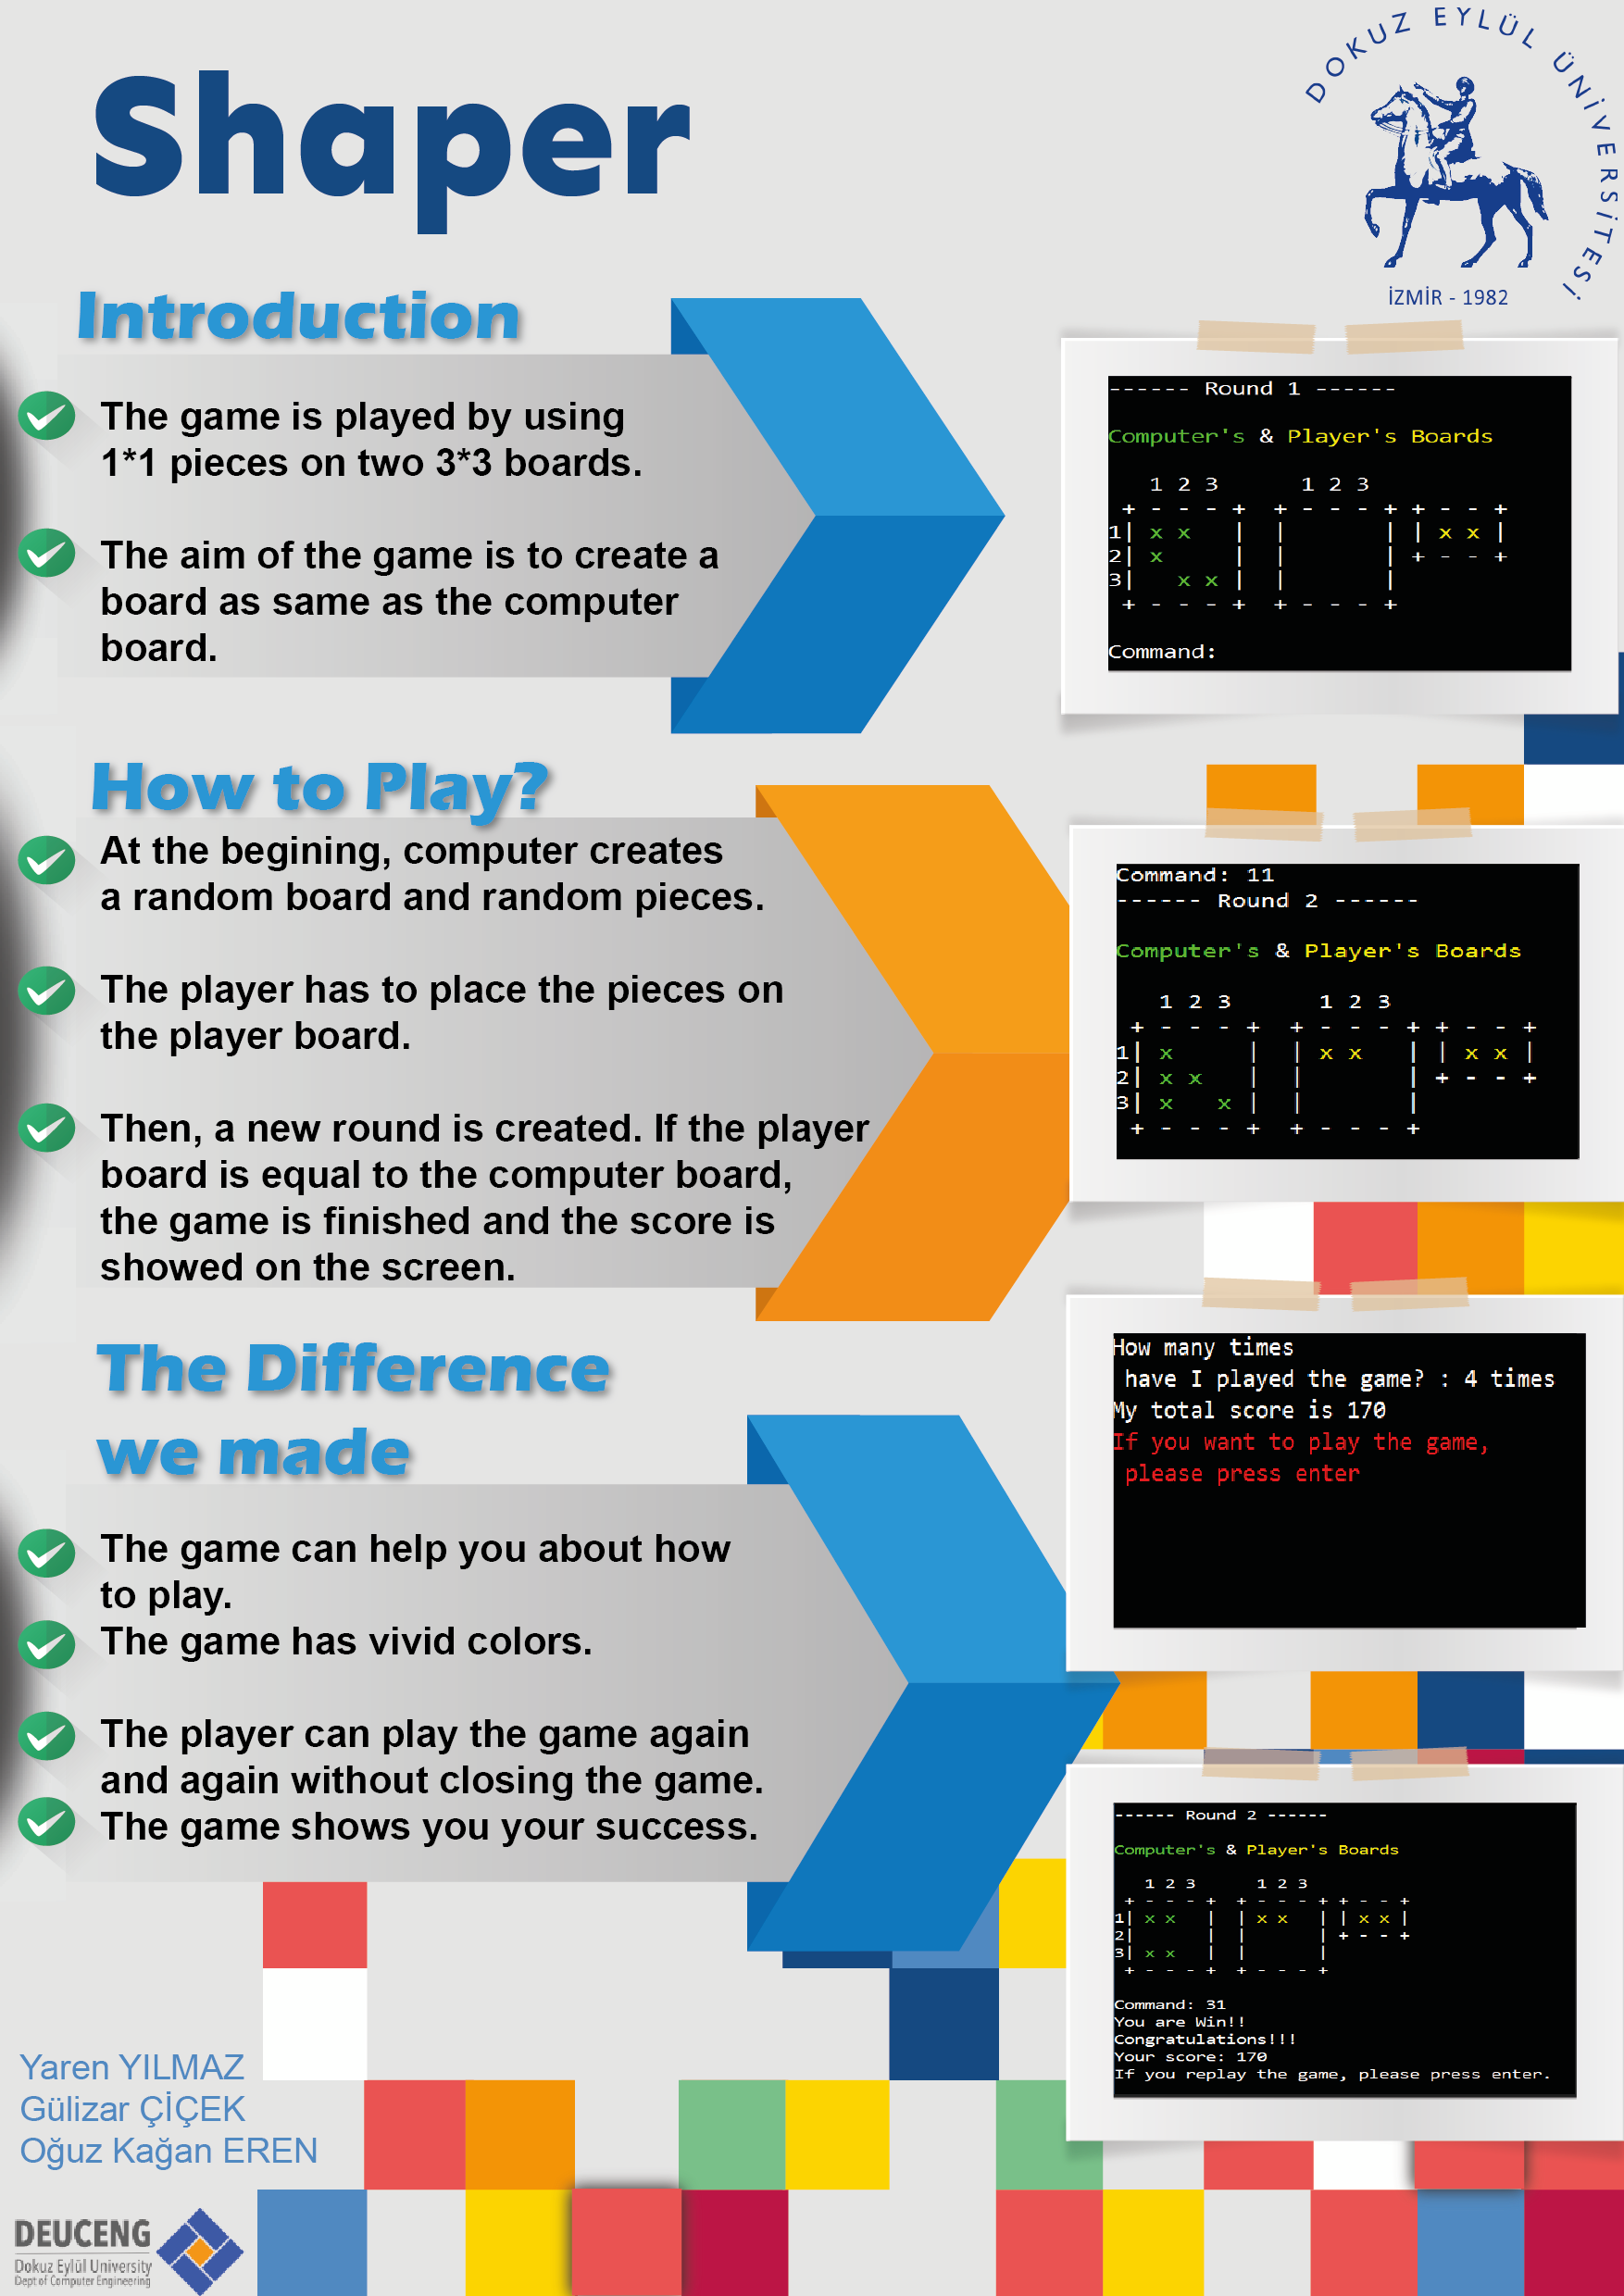 Shaper
DOKUZ EYLÜL ÜNİVERSİTESİ
İZMİR - 1982
Introduction
The game is played by using
1*1 pieces on two 3*3 boards.
The aim of the game is to create a
board as same as the computer
board.
------ Round 1 ------
Computer's & Player's Boards
1 2 3 1 2 3
+ - - - + + - - - + + - - +
1| x x | | | | x x |
2| x | | | + - - +
3| x x | | |
+ - - - + + - - - +
Command:
How to Play?
At the begining, computer creates
a random board and random pieces.
The player has to place the pieces on
the player board.
Then, a new round is created. If the player
board is equal to the computer board,
the game is finished and the score is
showed on the screen.
Command: 11
------ Round 2 ------
Computer's & Player's Boards
1 2 3 1 2 3
+ - - - + + - - - + + - - +
1| x | | x x | | x x |
2| x x | | | + - - +
3| x x | | |
+ - - - + + - - - +
The Difference
we made
The game can help you about how
to play.
The game has vivid colors.
The player can play the game again
and again without closing the game.
The game shows you your success.
How many times
have I played the game? : 4 times
My total score is 170
If you want to play the game,
please press enter
------ Round 2 ------
Computer's & Player's Boards
1 2 3 1 2 3
+ - - - + + - - - + + - - +
1| x x | | x x | | x x |
2| | | | + - - +
3| x x | | |
+ - - - + + - - - +
Command: 31
You are Win!!
Congratulations!!!
Your score: 170
If you replay the game, please press enter.
Yaren YILMAZ
Gülizar ÇİÇEK
Oğuz Kağan EREN
DEUCENG
Dokuz Eylül University
Dept of Computer Engineering